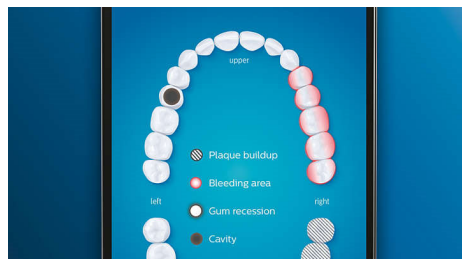 upper
Plaque buildup
Bleeding area
left
right
Gum recession
Cavity